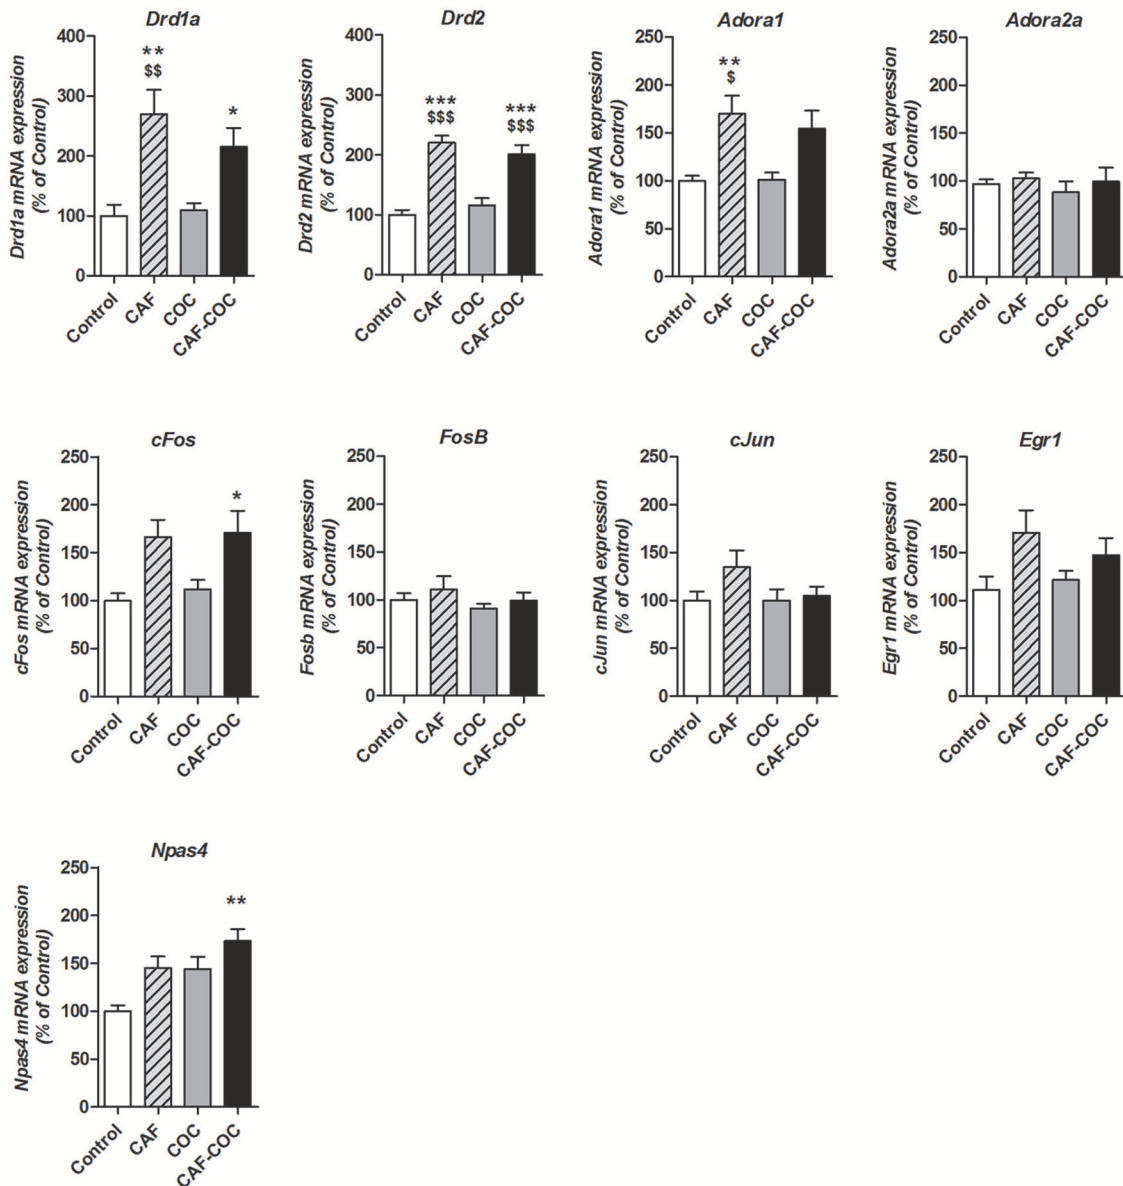 Drd1a
Drd1a mRNA expression
(% of Control)
400
300
200
100
0
**
$$
*
Control
CAF
COC
CAF-COC
Drd2
Drd2 mRNA expression
(% of Control)
400
300
200
100
0
***
$$$
***
$$$
Control
CAF
COC
CAF-COC
Adora1
Adora1 mRNA expression
(% of Control)
250
200
150
100
50
0
**
$
Control
CAF
COC
CAF-COC
Adora2a
Adora2a mRNA expression
(% of Control)
250
200
150
100
50
0
Control
CAF
COC
CAF-COC
cFos
cFos mRNA expression
(% of Control)
250
200
150
100
50
0
*
Control
CAF
COC
CAF-COC
FosB
Fosb mRNA expression
(% of Control)
250
200
150
100
50
0
Control
CAF
COC
CAF-COC
cJun
cJun mRNA expression
(% of Control)
250
200
150
100
50
0
Control
CAF
COC
CAF-COC
Egr1
Egr1 mRNA expression
(% of Control)
250
200
150
100
50
0
Control
CAF
COC
CAF-COC
Npas4
Npas4 mRNA expression
(% of Control)
250
200
150
100
50
0
**
Control
CAF
COC
CAF-COC